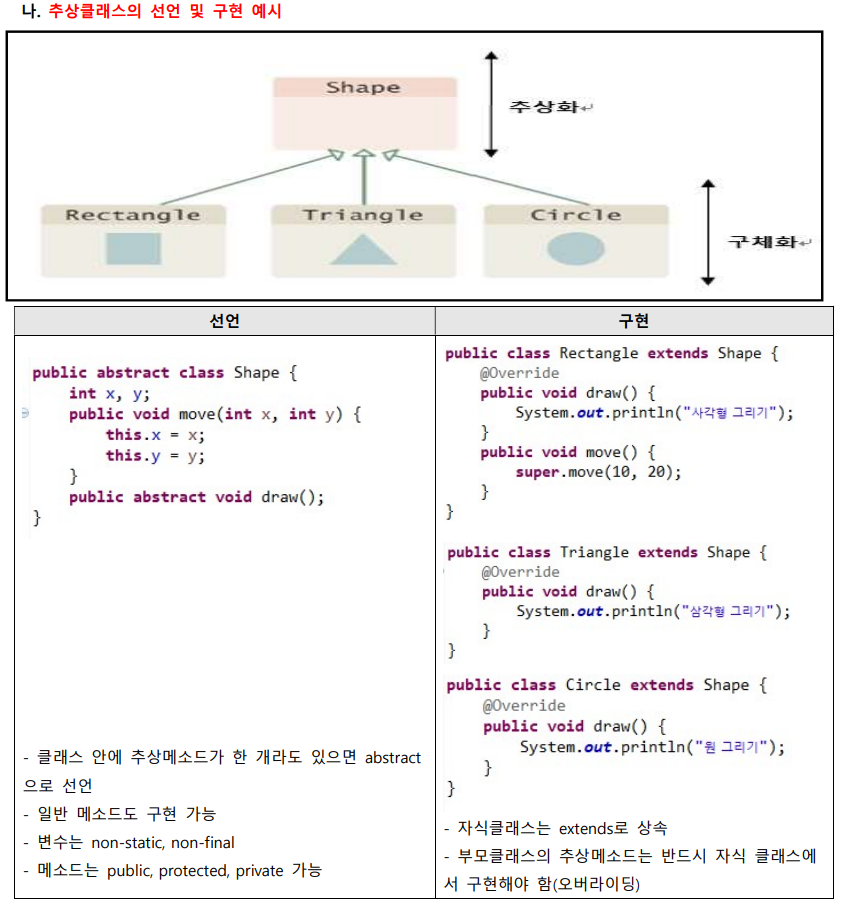 나. 추상클래스의 선언 및 구현 예시
Shape
추상화↵
Rectangle Triangle Circle
구체화↵
선언
구현
public abstract class Shape {
int x, y;
public void move(int x, int y) {
this.x = x;
this.y = y;
}
public abstract void draw();
}
- 클래스 안에 추상메소드가 한 개라도 있으면 abstract
으로 선언
- 일반 메소드도 구현 가능
- 변수는 non-static, non-final
- 메소드는 public, protected, private 가능
public class Rectangle extends Shape {
@Override
public void draw() {
System.out.println("사각형 그리기");
}
public void move() {
super.move(10, 20);
}
}
public class Triangle extends Shape {
@Override
public void draw() {
System.out.println("삼각형 그리기");
}
}
public class Circle extends Shape {
@Override
public void draw() {
System.out.println("원 그리기");
}
}
- 자식클래스는 extends로 상속
- 부모클래스의 추상메소드는 반드시 자식 클래스에
서 구현해야 함(오버라이딩)